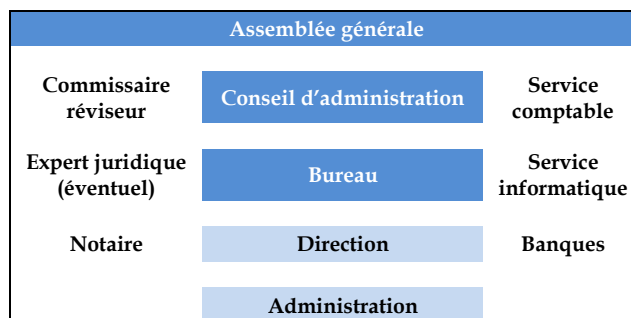 Assemblée générale
Commissaire
réviseur
Conseil d’administration
Service
comptable
Expert juridique
(éventuel)
Bureau
Service
informatique
Notaire
Direction
Banques
Administration